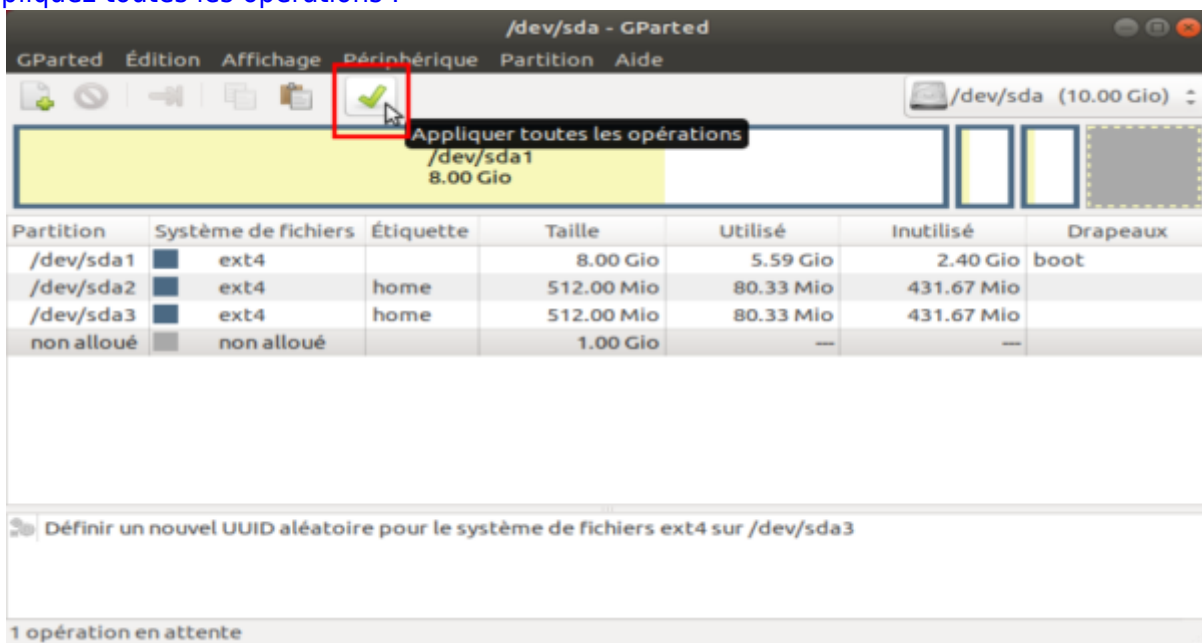 toutes les opérations :
/dev/sda - GParted
GParted Édition Affichage Périphérique Partition Aide
/dev/sda (10.00 Gio)
Appliquer toutes les opérations
/dev/sda1
8.00 Gio
Partition Système de fichiers Étiquette Taille Utilisé Inutilisé Drapeaux
/dev/sda1 ext4 8.00 Gio 5.59 Gio 2.40 Gio boot
/dev/sda2 ext4 home 512.00 Mio 80.33 Mio 431.67 Mio
/dev/sda3 ext4 home 512.00 Mio 80.33 Mio 431.67 Mio
non alloué non alloué 1.00 Gio --- ---
Définir un nouvel UUID aléatoire pour le système de fichiers ext4 sur /dev/sda3
1 opération en attente